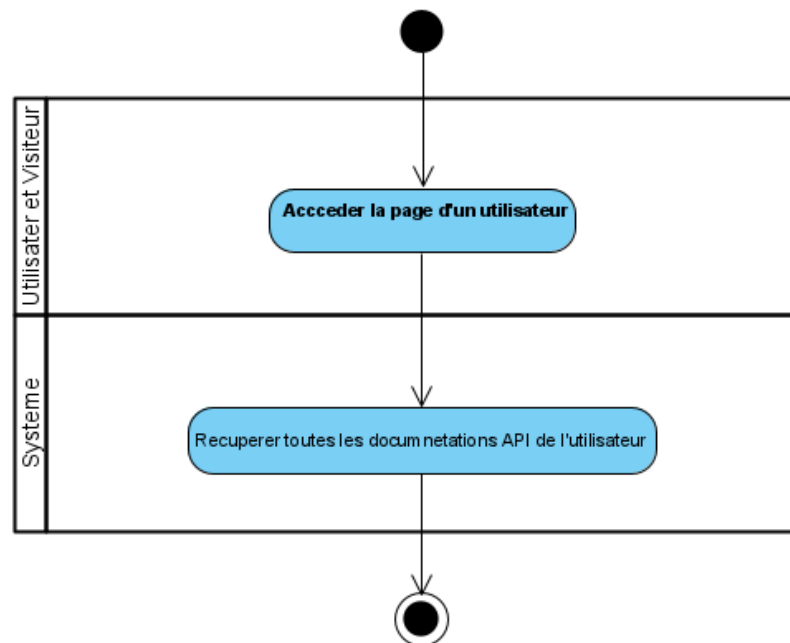 Utilisater et Visiteur
Accceder la page d'un utilisateur
Systeme
Recuperer toutes les documnetations API de l'utilisateur